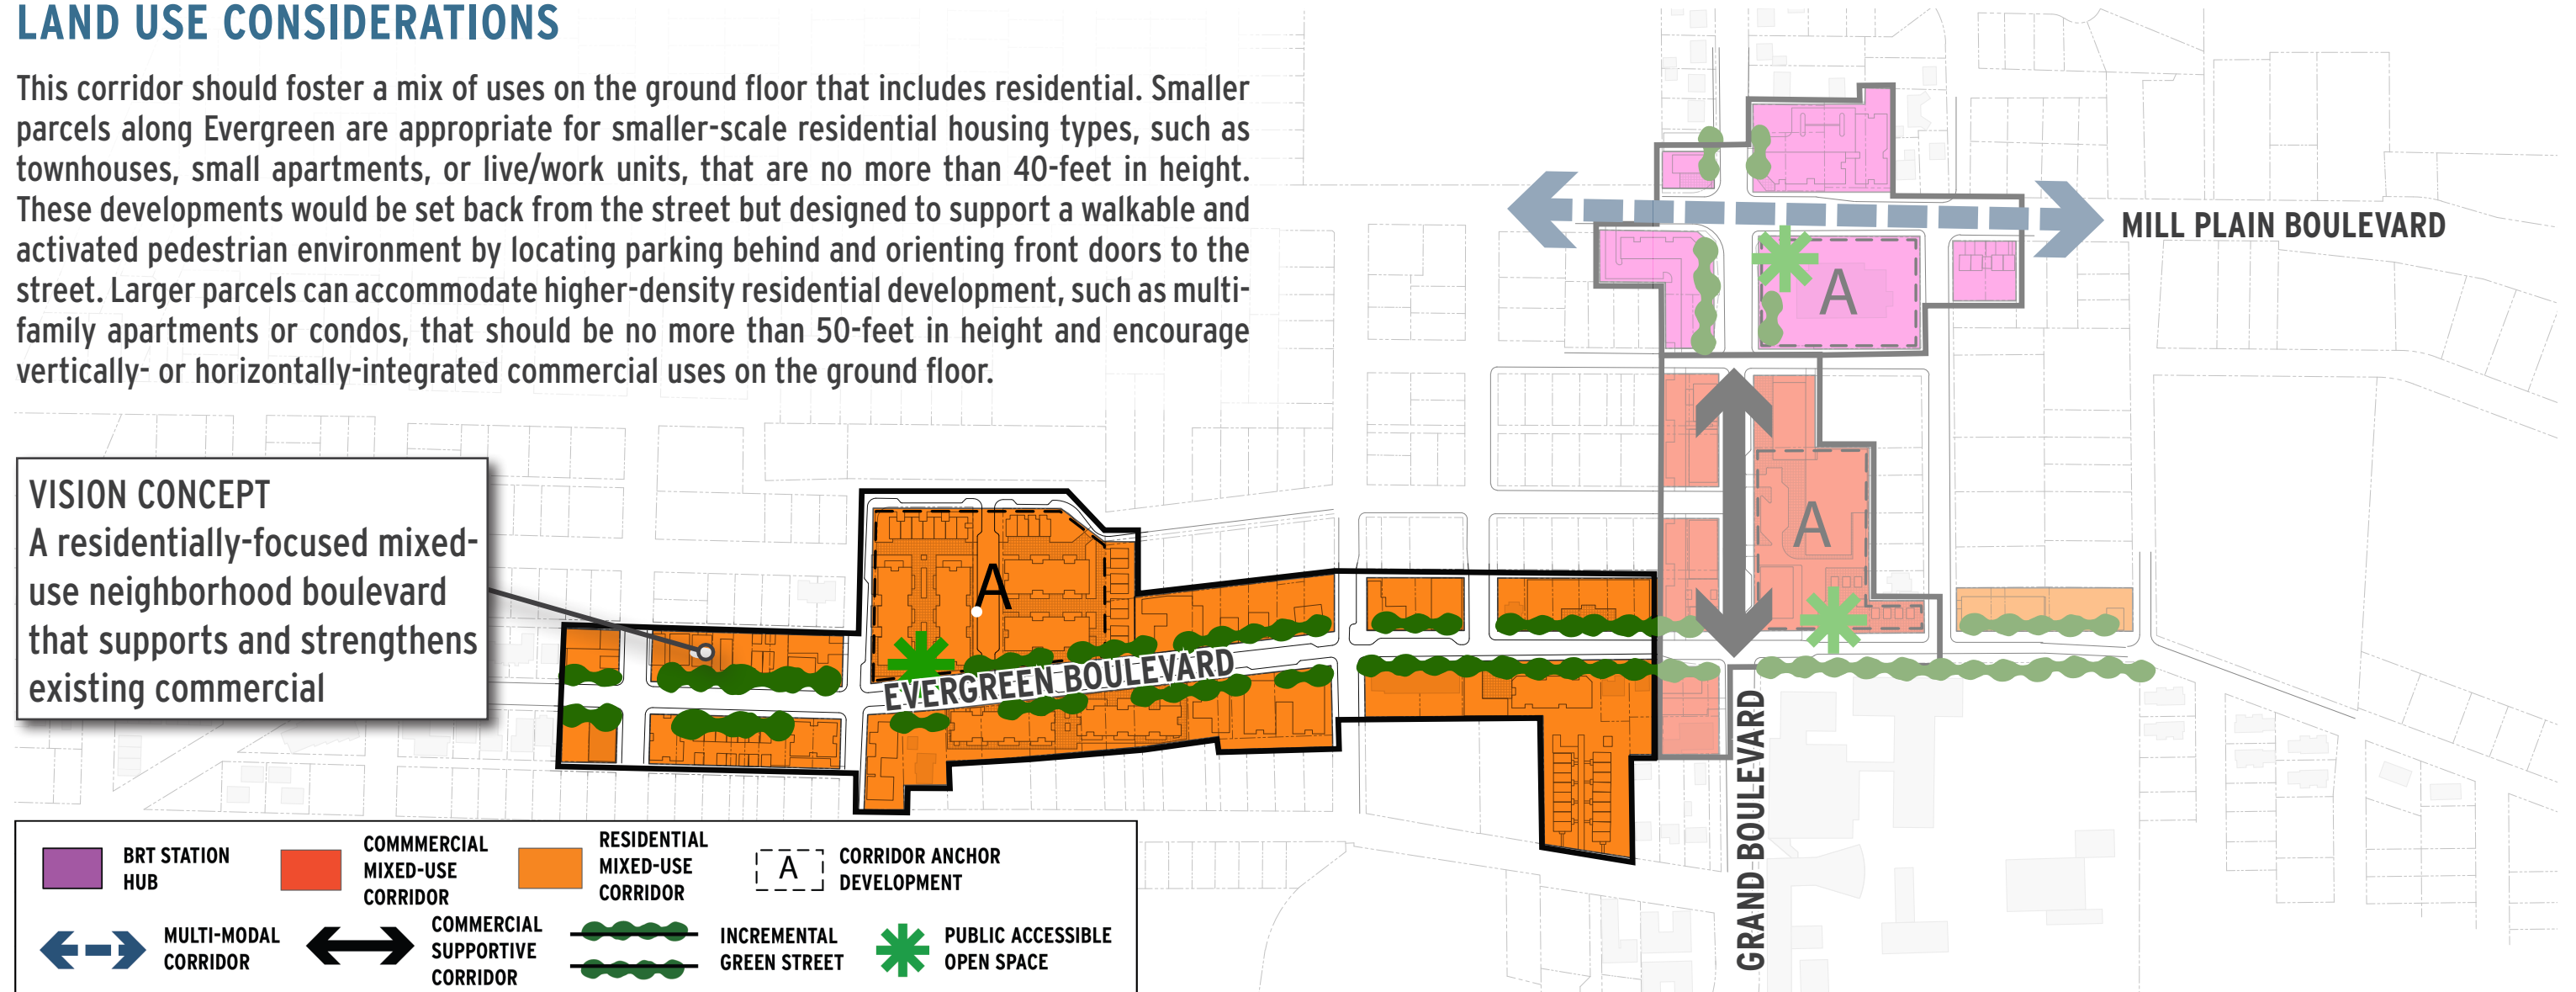 LAND USE CONSIDERATIONS
This corridor should foster a mix of uses on the ground floor that includes residential. Smaller
parcels along Evergreen are appropriate for smaller-scale residential housing types, such as
townhouses, small apartments, or live/work units, that are no more than 40-feet in height.
These developments would be set back from the street but designed to support a walkable and
activated pedestrian environment by locating parking behind and orienting front doors to the
street. Larger parcels can accommodate higher-density residential development, such as multi-
family apartments or condos, that should be no more than 50-feet in height and encourage
vertically- or horizontally-integrated commercial uses on the ground floor.
MILL PLAIN BOULEVARD
A
A
VISION CONCEPT
A residentially-focused mixed-
use neighborhood boulevard
that supports and strengthens
existing commercial
A
EVERGREEN BOULEVARD
GRAND BOULEVARD
BRT STATION
HUB
COMMMERCIAL
MIXED-USE
CORRIDOR
RESIDENTIAL
MIXED-USE
CORRIDOR
A
CORRIDOR ANCHOR
DEVELOPMENT
MULTI-MODAL
CORRIDOR
COMMERCIAL
SUPPORTIVE
CORRIDOR
INCREMENTAL
GREEN STREET
PUBLIC ACCESSIBLE
OPEN SPACE